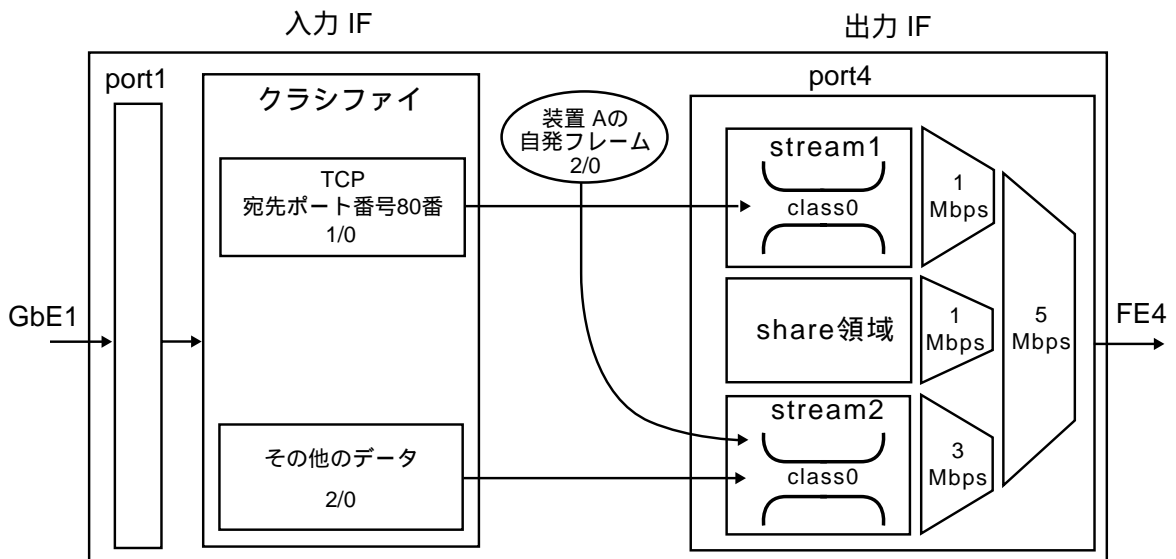 入力 IF
出力 IF
port1
クラシファイ
TCP
宛先ポート番号80番
1/0
その他のデータ
2/0
装置 Aの
自発フレーム
2/0
port4
stream1
class0
1
Mbps
share領域
1
Mbps
stream2
class0
3
Mbps
5
Mbps
GbE1
FE4